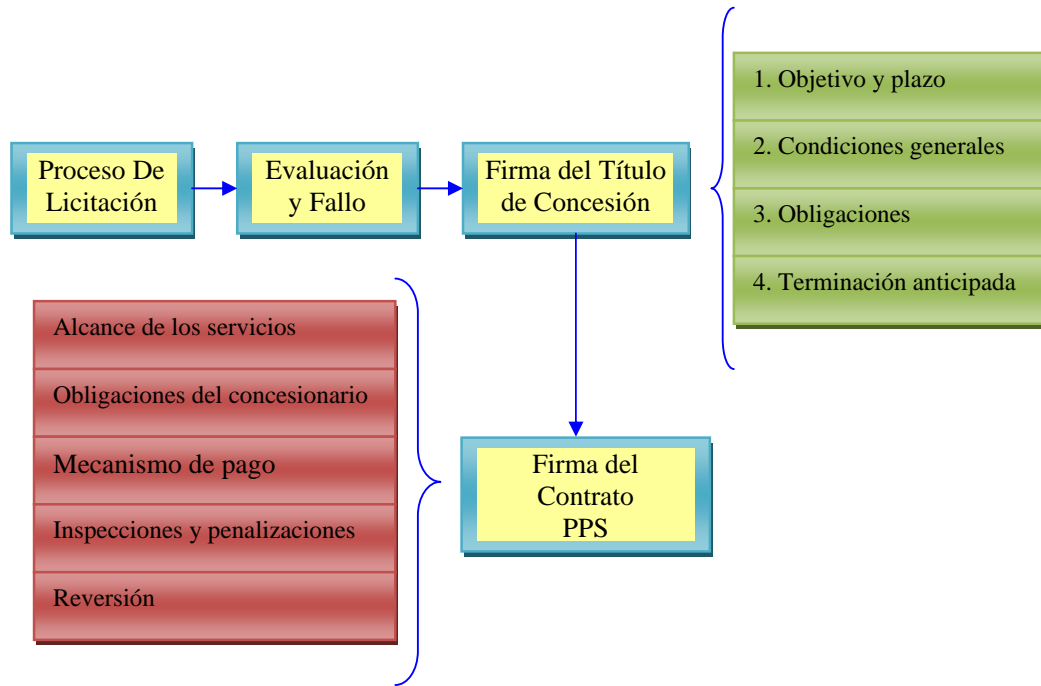 Proceso De
Licitación
Evaluación
y Fallo
Firma del Título
de Concesión
1. Objetivo y plazo
2. Condiciones generales
3. Obligaciones
4. Terminación anticipada
Alcance de los servicios
Obligaciones del concesionario
Mecanismo de pago
Inspecciones y penalizaciones
Reversión
Firma del
Contrato
PPS